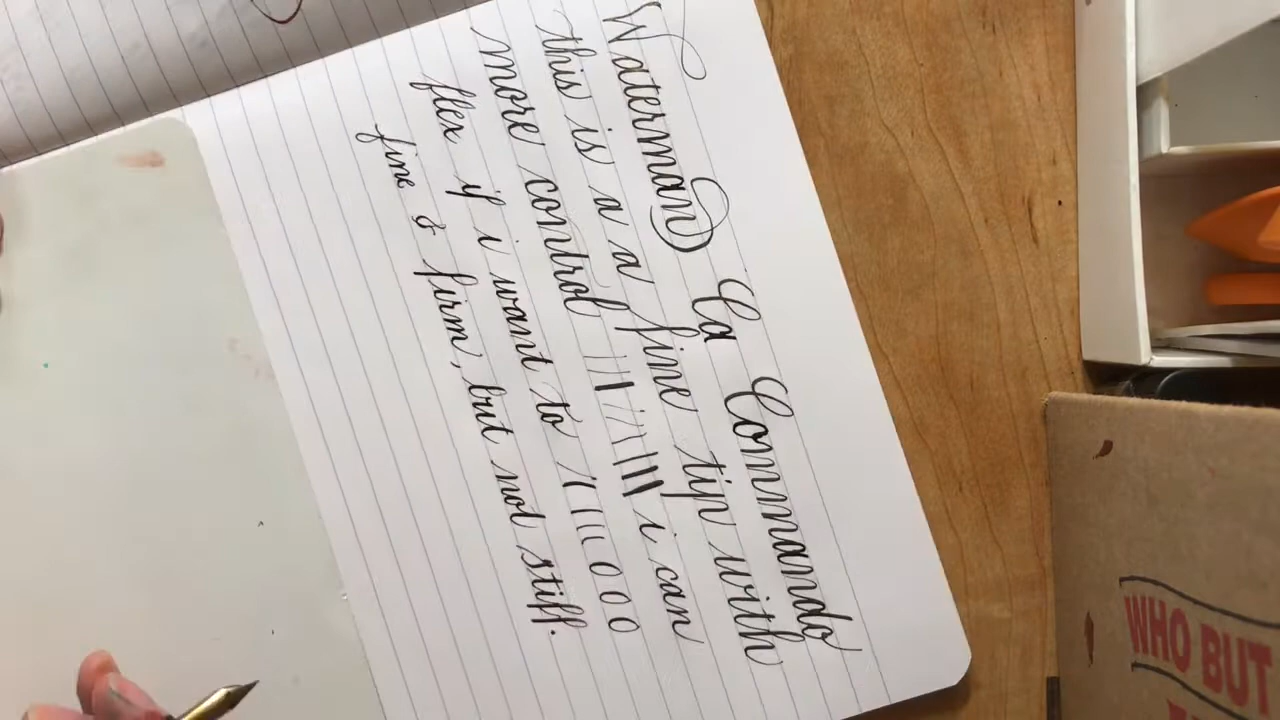 Waterman Ca Commando
this is a a fine tip with
more control i can
flex if i want to
fine & firm, but not stiff.
WHO BUT